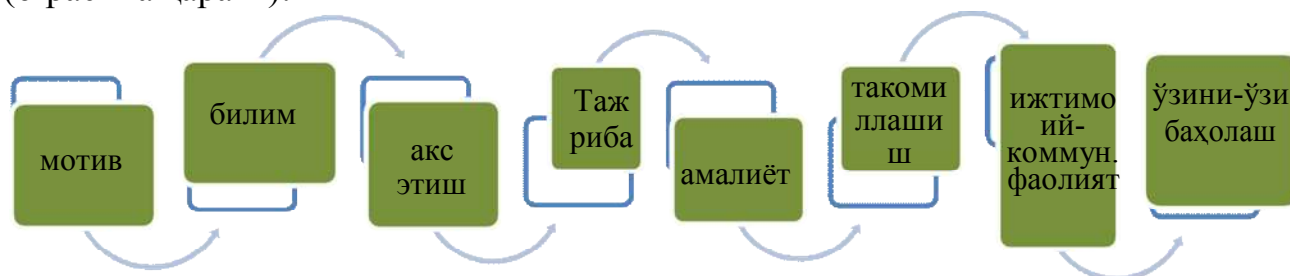 мотив
билим
акс
этиш
Таж
риба
амалиёт
такоми
ллаши
ш
ижтимо
ий-
коммун.
фаолият
ўзини-ўзи
баҳолаш